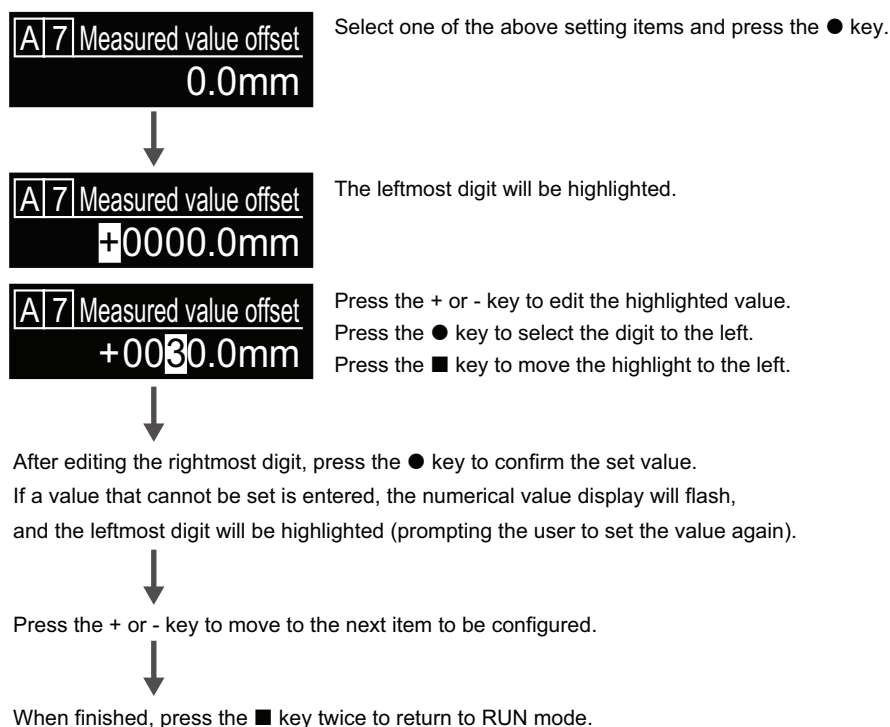 A 7 Measured value offset
0.0mm
Select one of the above setting items and press the ● key.
A 7 Measured value offset
+0000.0mm
The leftmost digit will be highlighted.
A 7 Measured value offset
+0030.0mm
Press the + or - key to edit the highlighted value.
Press the ● key to select the digit to the left.
Press the ■ key to move the highlight to the left.
After editing the rightmost digit, press the ● key to confirm the set value.
If a value that cannot be set is entered, the numerical value display will flash,
and the leftmost digit will be highlighted (prompting the user to set the value again).
Press the + or - key to move to the next item to be configured.
When finished, press the ■ key twice to return to RUN mode.